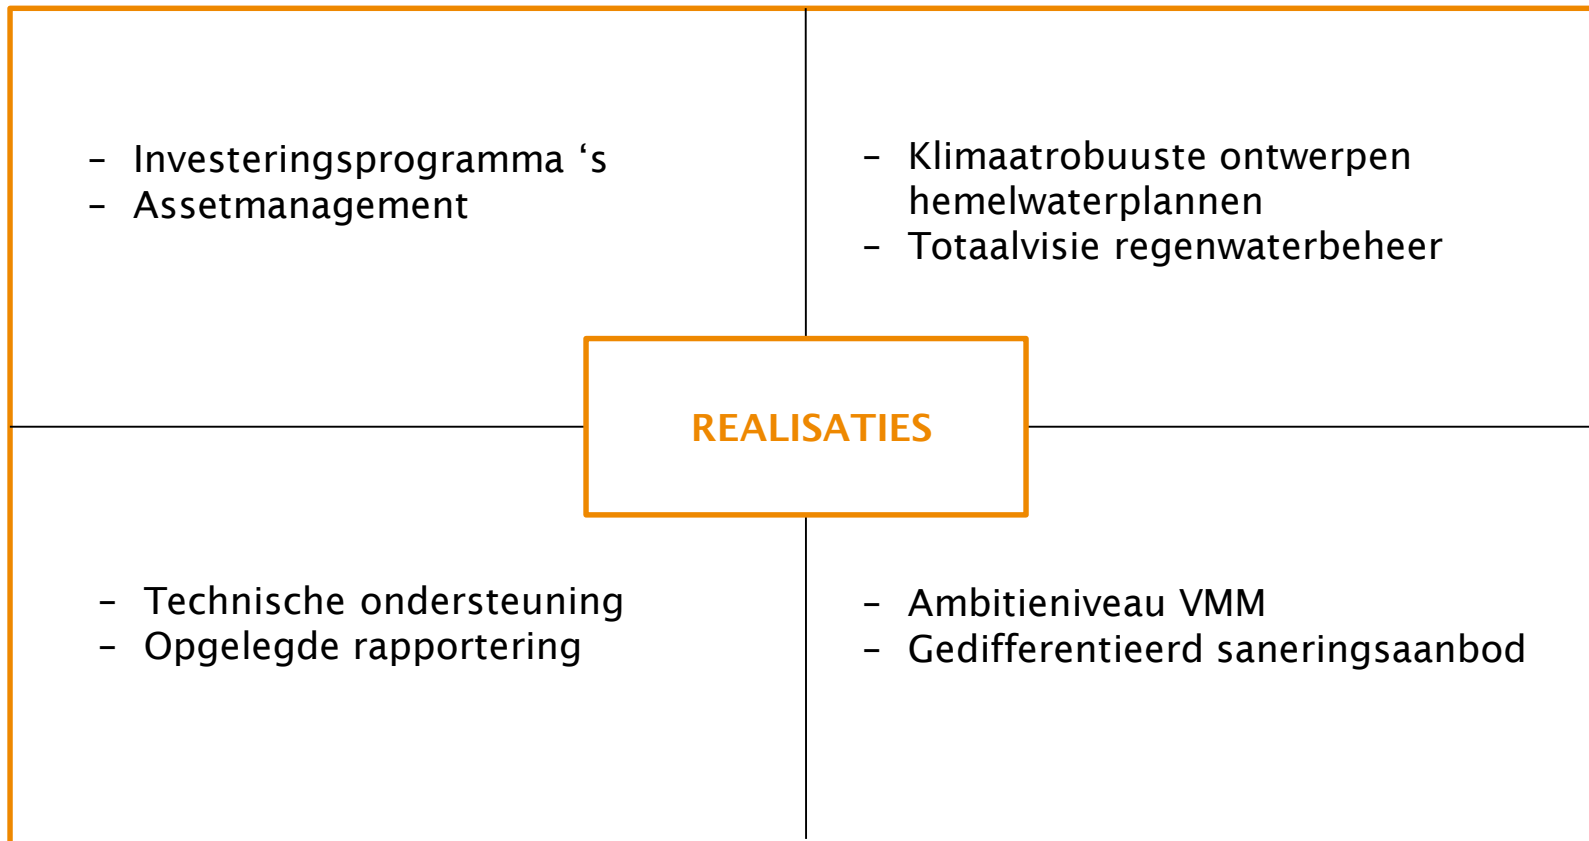 - Investeringsprogramma ‘s
- Assetmanagement
- Klimaatrobuuste ontwerpen
hemelwaterplannen
- Totaalvisie regenwaterbeheer
REALISATIES
- Technische ondersteuning
- Opgelegde rapportering
- Ambitieniveau VMM
- Gedifferentieerd saneringsaanbod